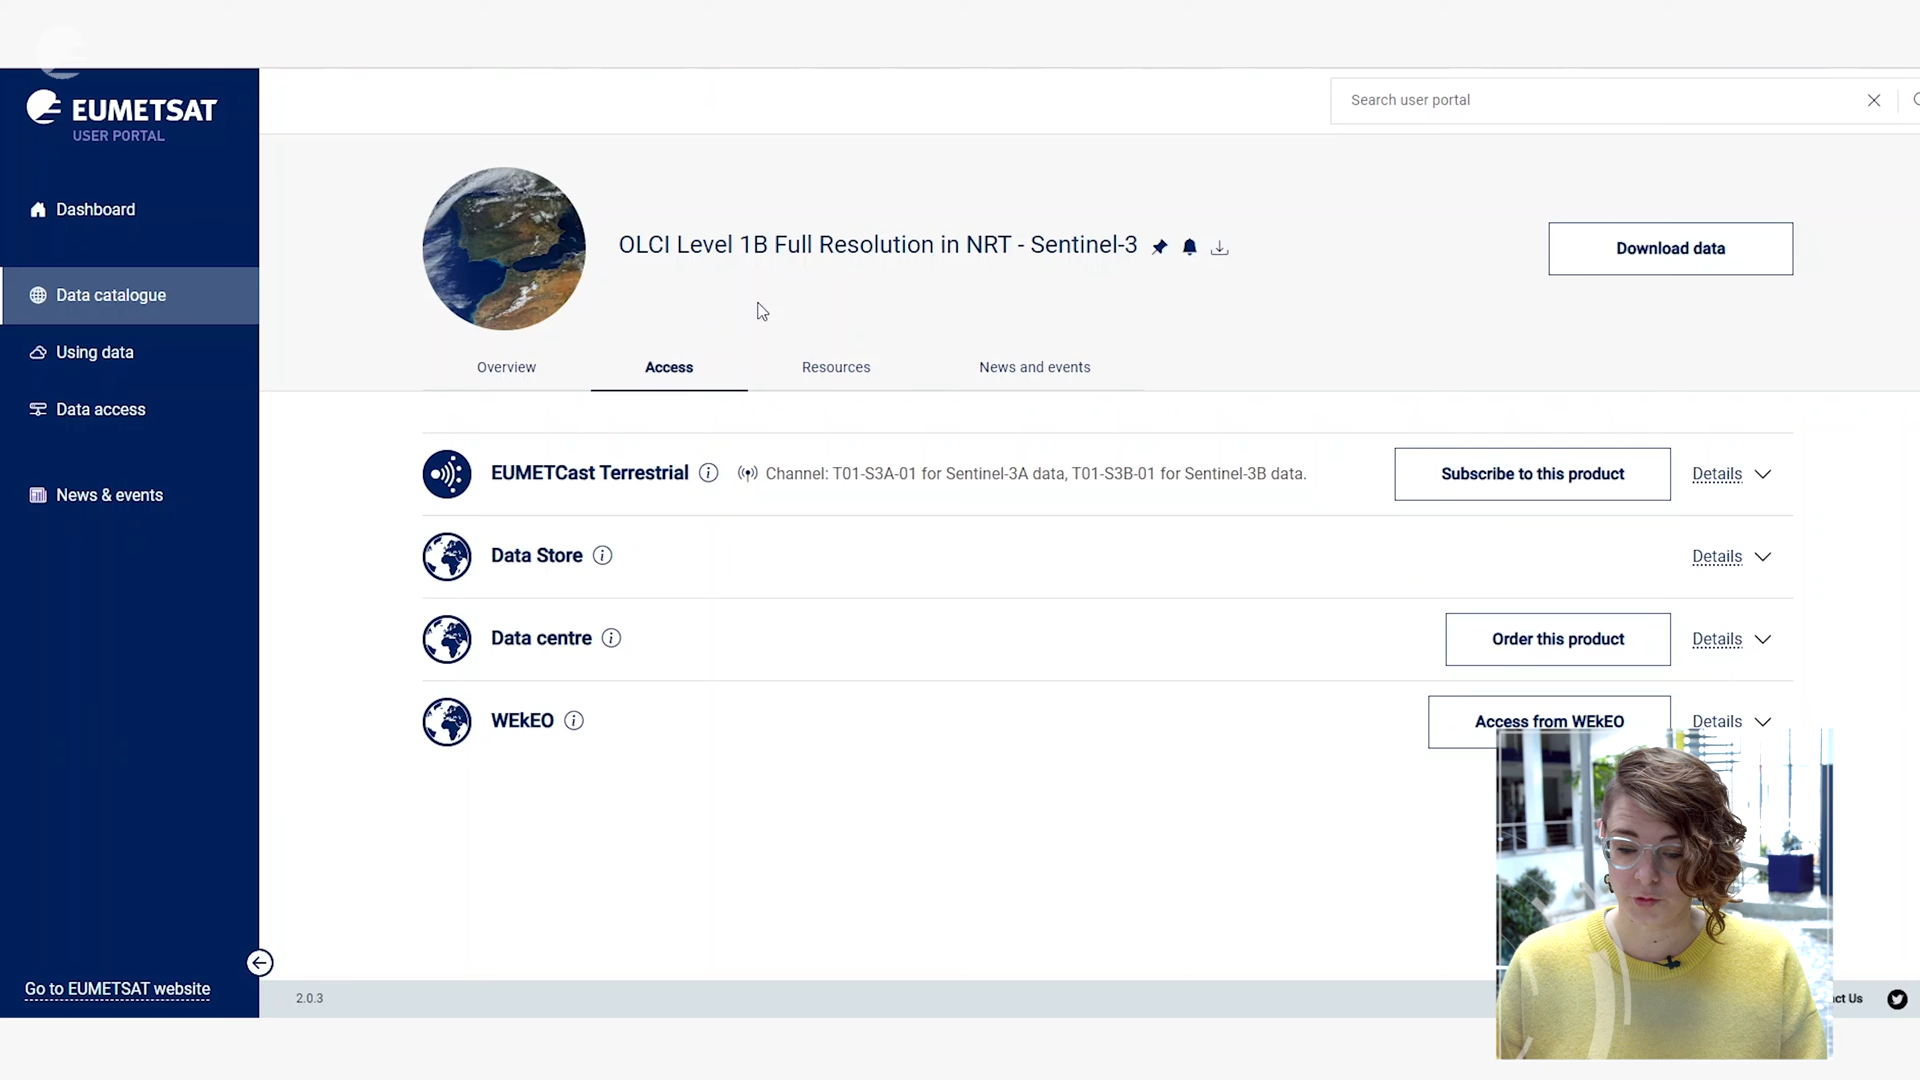 EUMETSAT
USER PORTAL
Search user portal
Dashboard
Data catalogue
Using data
Data access
News & events
Go to EUMETSAT website
OLCI Level 1B Full Resolution in NRT - Sentinel-3
Download data
Overview
Access
Resources
News and events
EUMETCast Terrestrial
Channel: T01-S3A-01 for Sentinel-3A data, T01-S3B-01 for Sentinel-3B data.
Subscribe to this product
Details
Data Store
Details
Data centre
Order this product
Details
WEkEO
Access from WEkEO
Details
2.0.3
ct Us